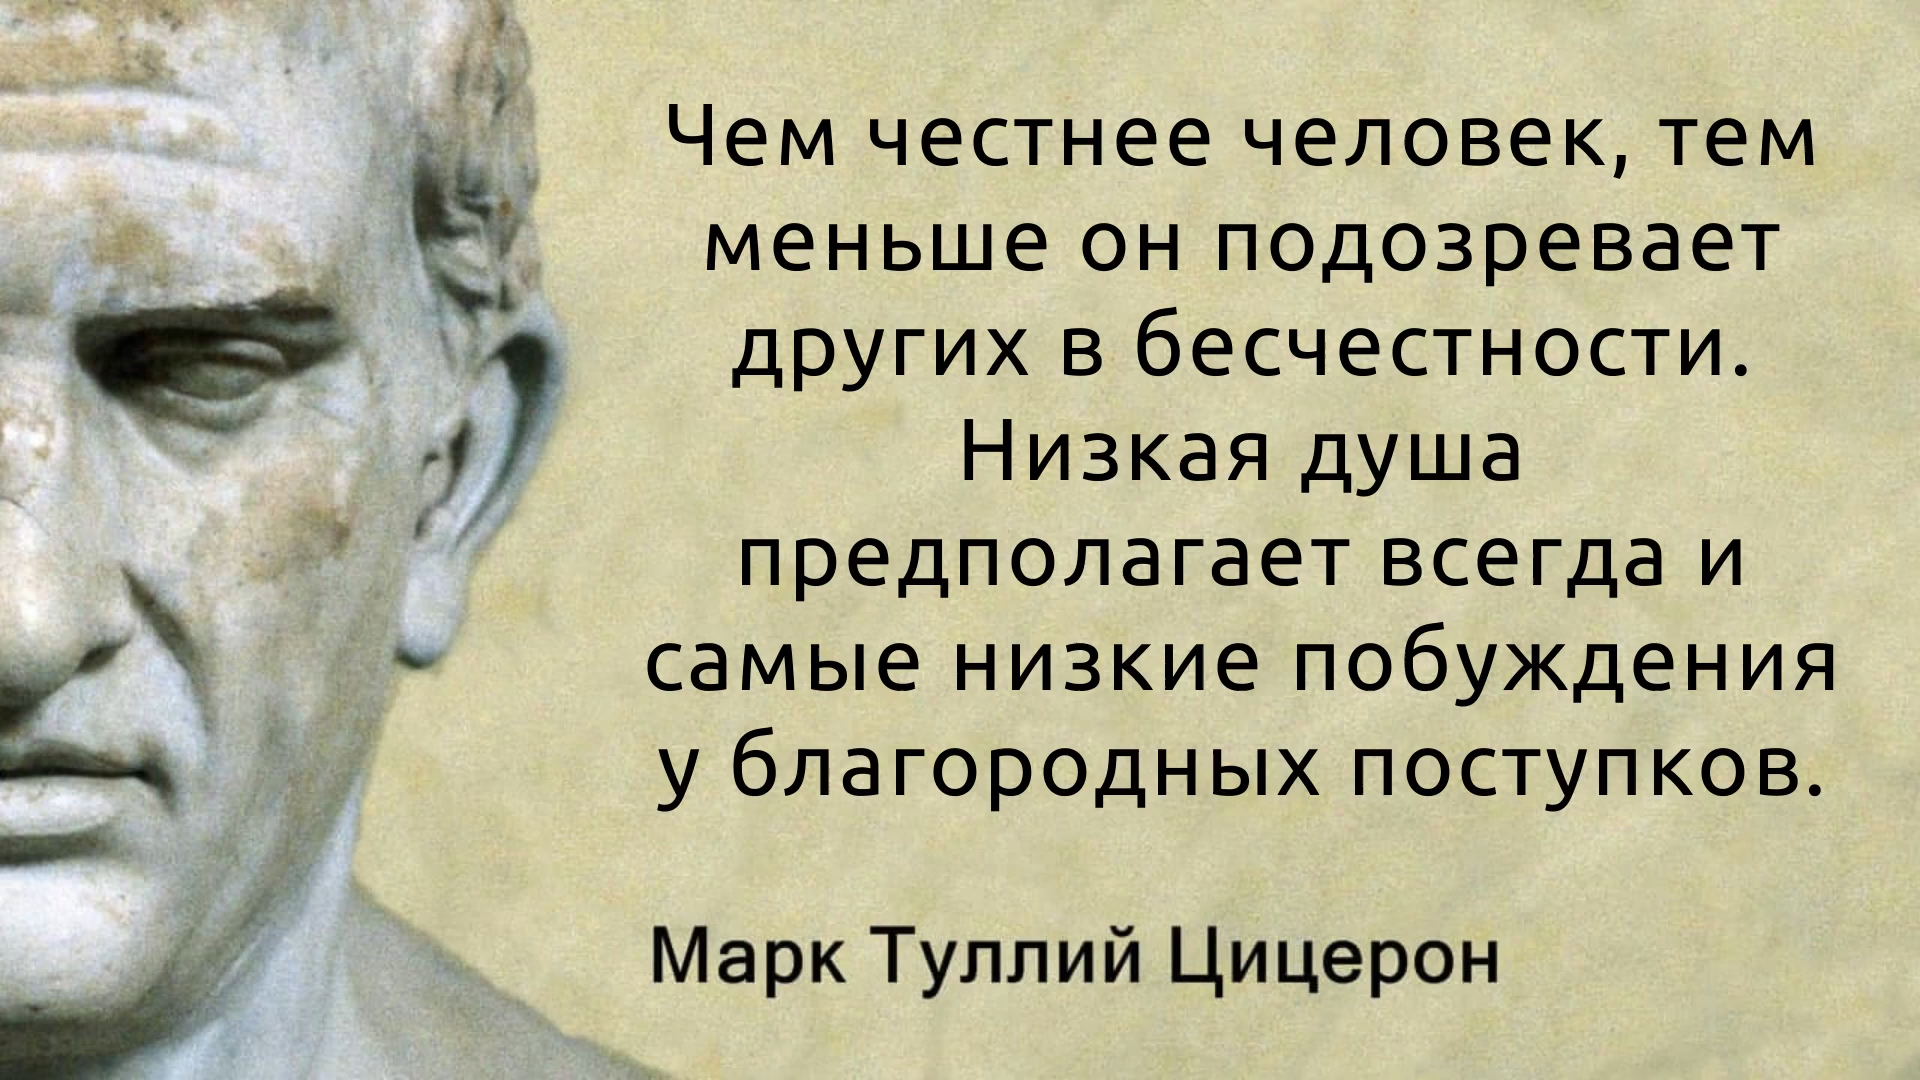 Чем честнее человек, тем
меньше он подозревает
других в бесчестности.
Низкая душа
предполагает всегда и
самые низкие побуждения
у благородных поступков.
Марк Туллий Цицерон